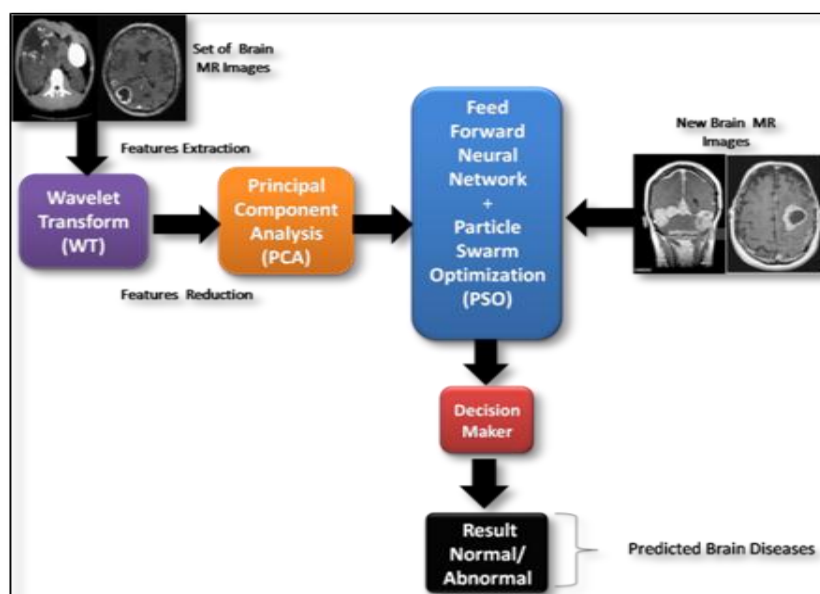 Set of Brain
MR Images
Features Extraction
Wavelet
Transform
(WT)
Principal
Component
Analysis
(PCA)
Features Reduction
Feed
Forward
Neural
Network
+
Particle
Swarm
Optimization
(PSO)
New Brain MR
Images
Decision
Maker
Result
Normal/
Abnormal
Predicted Brain Diseases